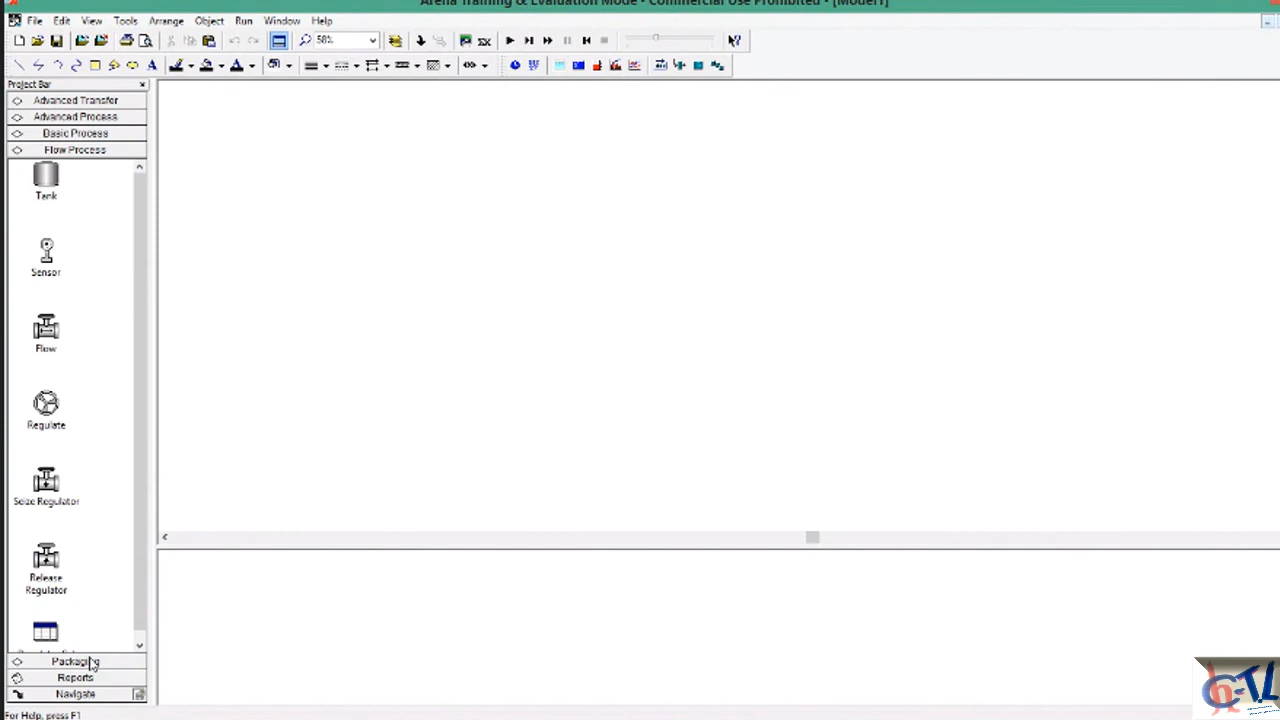 Arena Training & Evaluation Mode - Commercial Use Prohibited - [Model1]
File Edit View Tools Arrange Object Run Window Help
58%
Project Bar
Advanced Transfer
Advanced Process
Basic Process
Flow Process
Tank
Sensor
Flow
Regulate
Seize Regulator
Release
Regulator
Packaging
Reports
Navigate
For Help, press F1